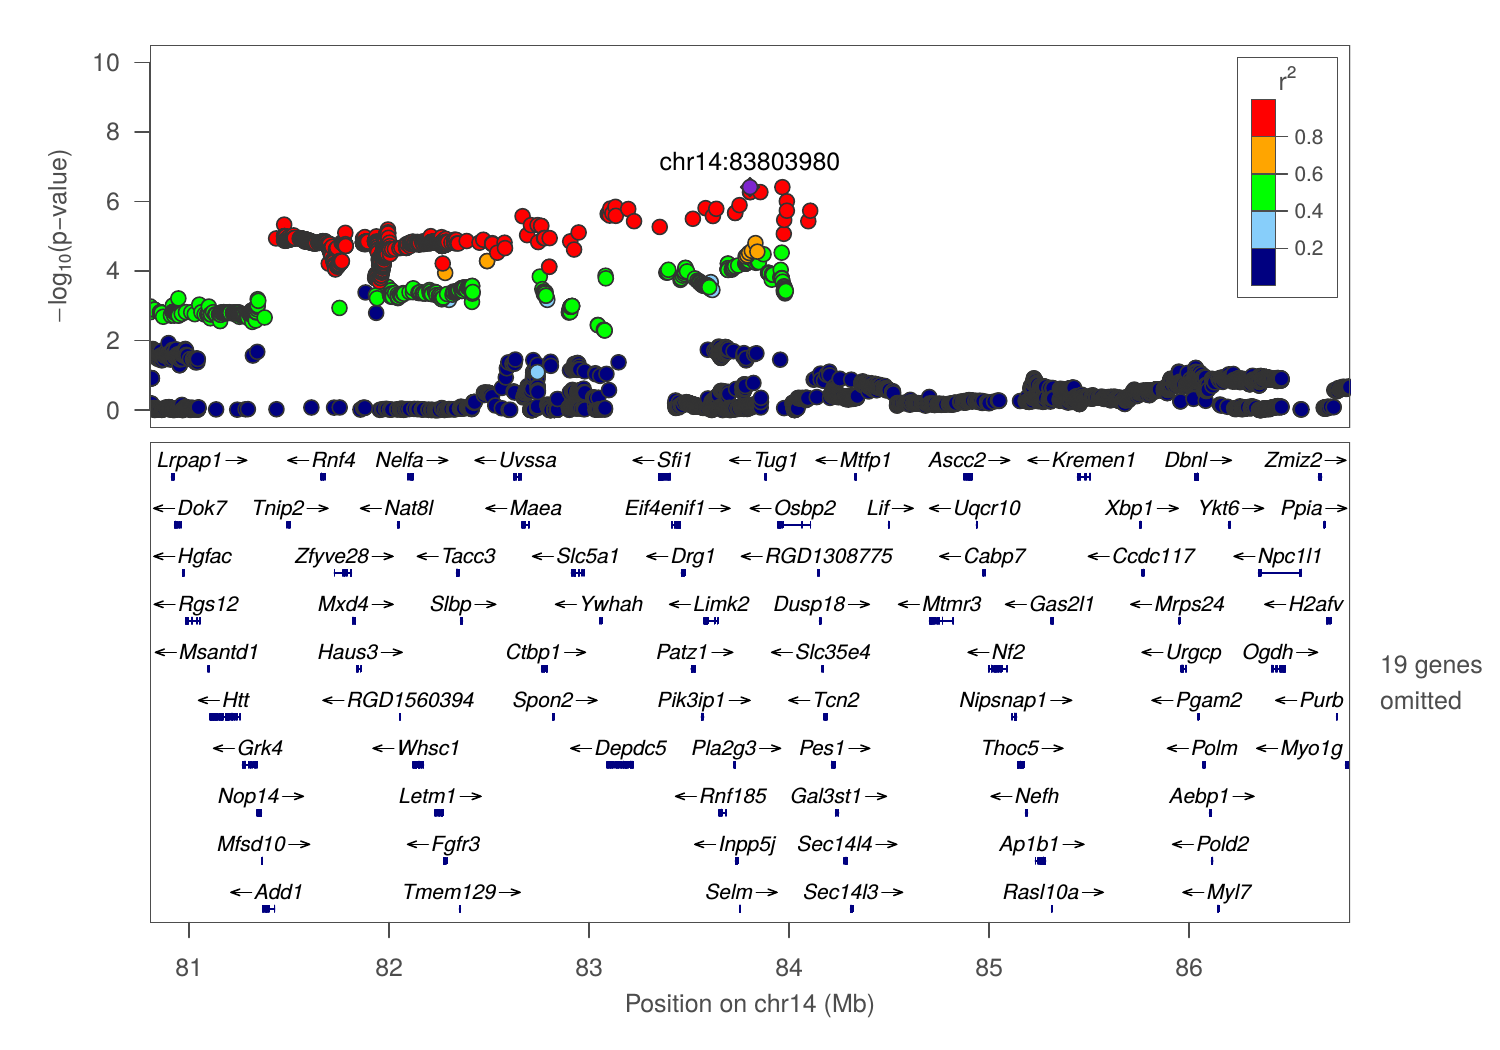 chr14:83803980
r2
0.8
0.6
0.4
0.2
10
8
6
4
2
0
−log10(p−value)
Lrpap1→ ←Rnf4 Nelfa→ ←Uvssa ←Sfi1 ←Tug1 ←Mtfp1 Ascc2→ ←Kremen1 Dbnl→ Zmiz2→
←Dok7 Tnip2→ ←Nat8l ←Maea Eif4enif1→ ←Osbp2 Lif→ ←Uqcr10 Xbp1→ Ykt6→ Ppia→
←Hgfac Zfyve28→ ←Tacc3 ←Slc5a1 ←Drg1 ←RGD1308775 ←Cabp7 ←Ccdc117 ←Npc1l1
←Rgs12 Mxd4→ Slbp→ ←Ywhah ←Limk2 Dusp18→ ←Mtmr3 ←Gas2l1 ←Mrps24 ←H2afv
←Msantd1 Haus3→ Ctbp1→ Patz1→ ←Slc35e4 ←Nf2 ←Urgcp Ogdh→
←Htt ←RGD1560394 Spon2→ Pik3ip1→ ←Tcn2 Nipsnap1→ ←Pgam2 ←Purb
←Grk4 ←Whsc1 ←Depdc5 Pla2g3→ Pes1→ Thoc5→ ←Polm ←Myo1g
Nop14→ Letm1→ ←Rnf185 Gal3st1→ ←Nefh Aebp1→
Mfsd10→ ←Fgfr3 ←Inpp5j Sec14l4→ Ap1b1→ ←Pold2
←Add1 Tmem129→ Selm→ Sec14l3→ Rasl10a→ ←Myl7
19 genes
omitted
81 82 83 84 85 86
Position on chr14 (Mb)